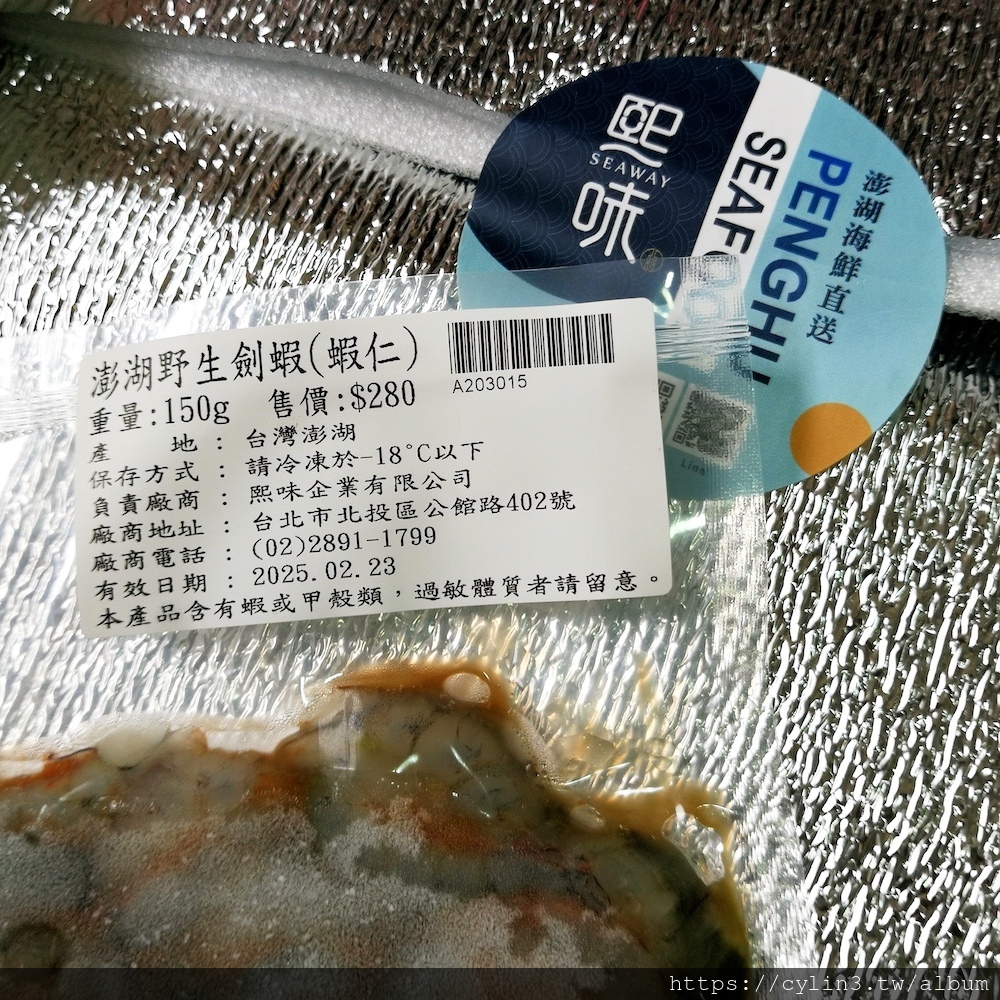 熙
SEAWAY
味
SEAF
PENGHU
澎湖海鮮直送
澎湖野生劍蝦(蝦仁)
A203015
重量:150g 售價:$280
產 地 : 台灣澎湖
保存方式 : 請冷凍於-18°C以下
負責廠商 : 熙味企業有限公司
廠商地址 : 台北市北投區公館路402號
廠商電話 : (02)2891-1799
有效日期 : 2025.02.23
本產品含有蝦或甲殼類，過敏體質者請留意。
Line
https://cylin3.tw/album